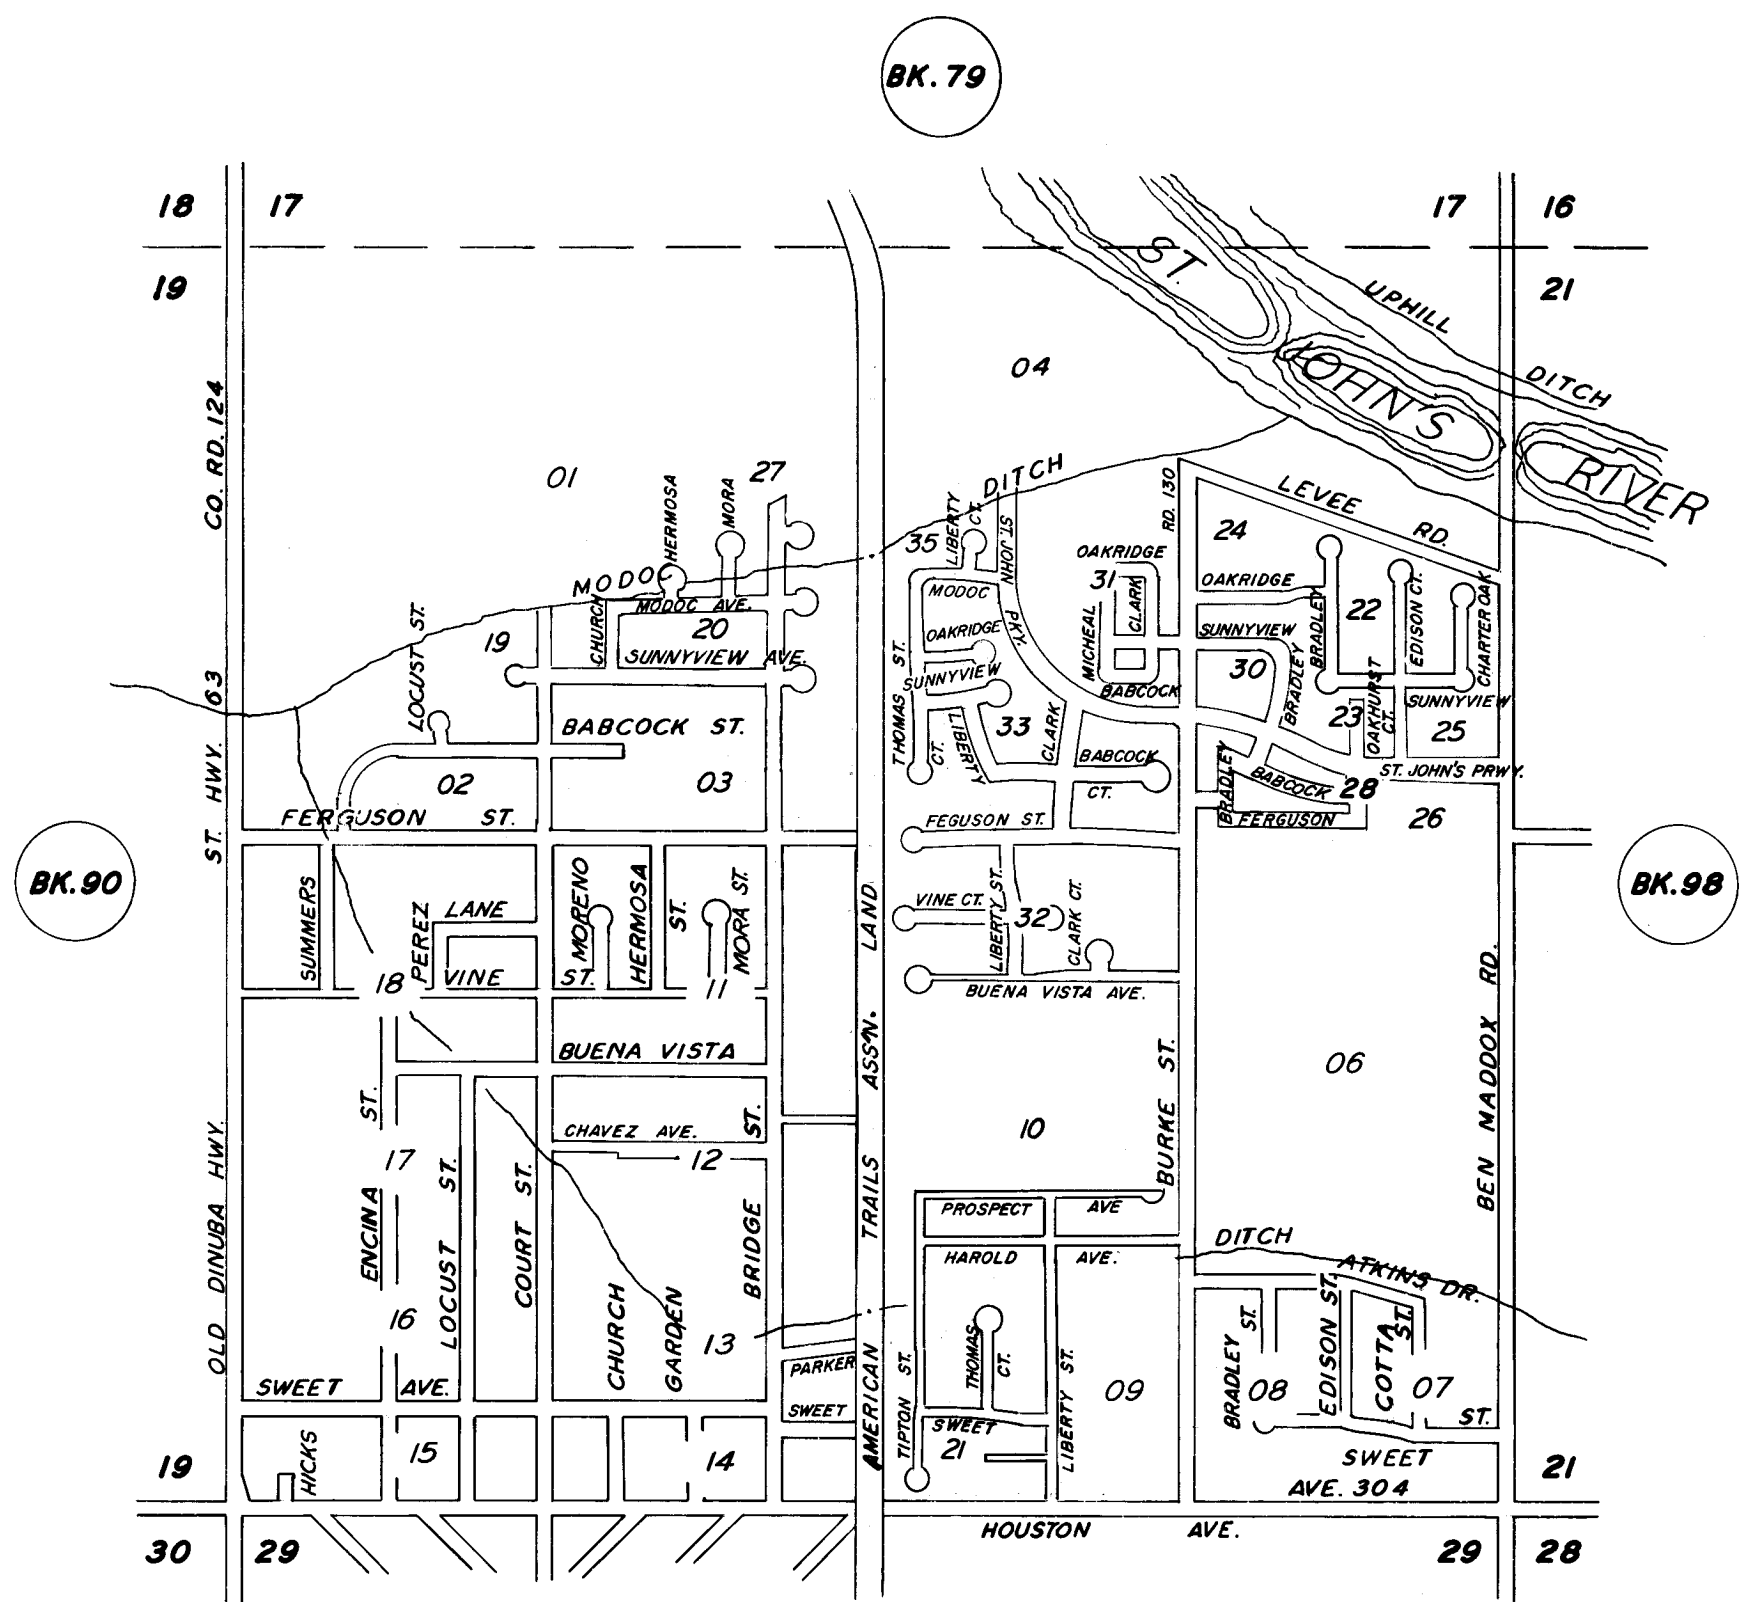 BK. 79
18 17
17 16
19
21
ST.
UPHILL
DITCH
JOHN'S
RIVER
04
CO. RD. 124
01
27
HERMOSA
MORA
DITCH
LIBERTY
CT.
35
ST. JOHN
PKY.
RD. 130
LEVEE RD.
24
OAKRIDGE
31
CLARK
MICHEAL
OAKRIDGE
MODOC
MODOC AVE.
MODOC
CHURCH
20
19
SUNNYVIEW AVE.
LOCUST ST.
OAKRIDGE
SUNNYVIEW
THOMAS ST.
CT.
LIBERTY
33
CLARK
BABCOCK
BABCOCK
CT.
SUNNYVIEW
30
BRADLEY
BRADLEY
22
EDISON CT.
CHARTER OAK
SUNNYVIEW
OAKHURST
CT.
23
25
ST. JOHN'S PRWY.
BABCOCK ST.
02
03
BRADLEY
BABCOCK
28
FERGUSON
26
FERGUSON ST.
FEGUSON ST.
ST. HWY. 63
BK. 90
BK. 98
SUMMERS
PEREZ
LANE
MORENO
ST.
HERMOSA
ST.
MORA ST.
VINE
18
11
VINE CT.
LIBERTY ST.
32
CLARK CT.
BUENA VISTA AVE.
BUENA VISTA
06
ENCINA ST.
CHAVEZ AVE.
17
12
10
LOCUST ST.
COURT ST.
BRIDGE ST.
AMERICAN TRAILS ASS'N. LAND
BURKE ST.
BEN MADDOX RD.
OLD DINUBA HWY.
PROSPECT AVE
HAROLD AVE.
DITCH
ATKINS DR.
16
CHURCH
GARDEN
13
PARKER
SWEET
TIPTON ST.
THOMAS
CT.
LIBERTY ST.
09
BRADLEY
ST.
08
EDISON ST.
COTTA
ST.
07
ST.
SWEET AVE.
HICKS
15
14
SWEET
21
SWEET
AVE. 304
19
21
HOUSTON AVE.
30 29
29 28